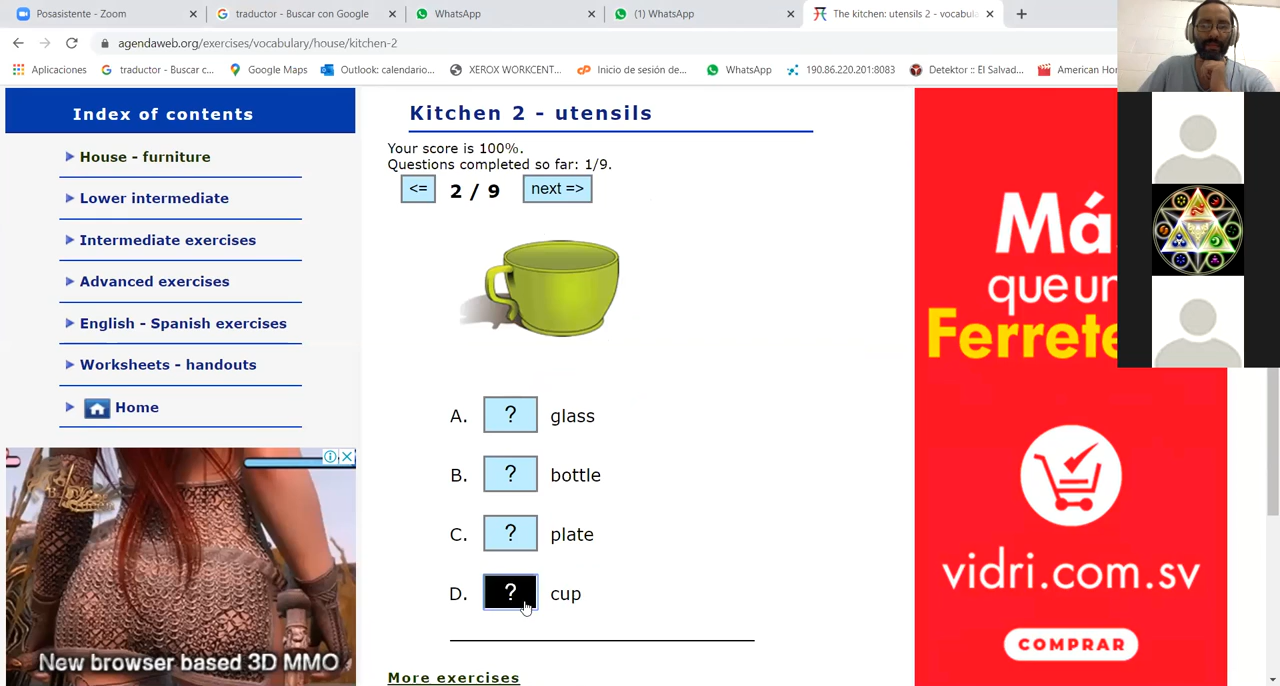 Posasistente - Zoom
traductor - Buscar con Google
WhatsApp
(1) WhatsApp
The kitchen: utensils 2 - vocabula
agendaweb.org/exercises/vocabulary/house/kitchen-2
Aplicaciones
traductor - Buscar c...
Google Maps
Outlook: calendario...
XEROX WORKCENT...
Inicio de sesión de...
WhatsApp
190.86.220.201:8083
Detektor :: El Salvad...
American Hor
Index of contents
House - furniture
Lower intermediate
Intermediate exercises
Advanced exercises
English - Spanish exercises
Worksheets - handouts
Home
New browser based 3D MMO
Kitchen 2 - utensils
Your score is 100%.
Questions completed so far: 1/9.
<= 2 / 9 next =>
A. ? glass
B. ? bottle
C. ? plate
D. ? cup
More exercises
Má
que un
Ferrete
vidri.com.sv
COMPRAR